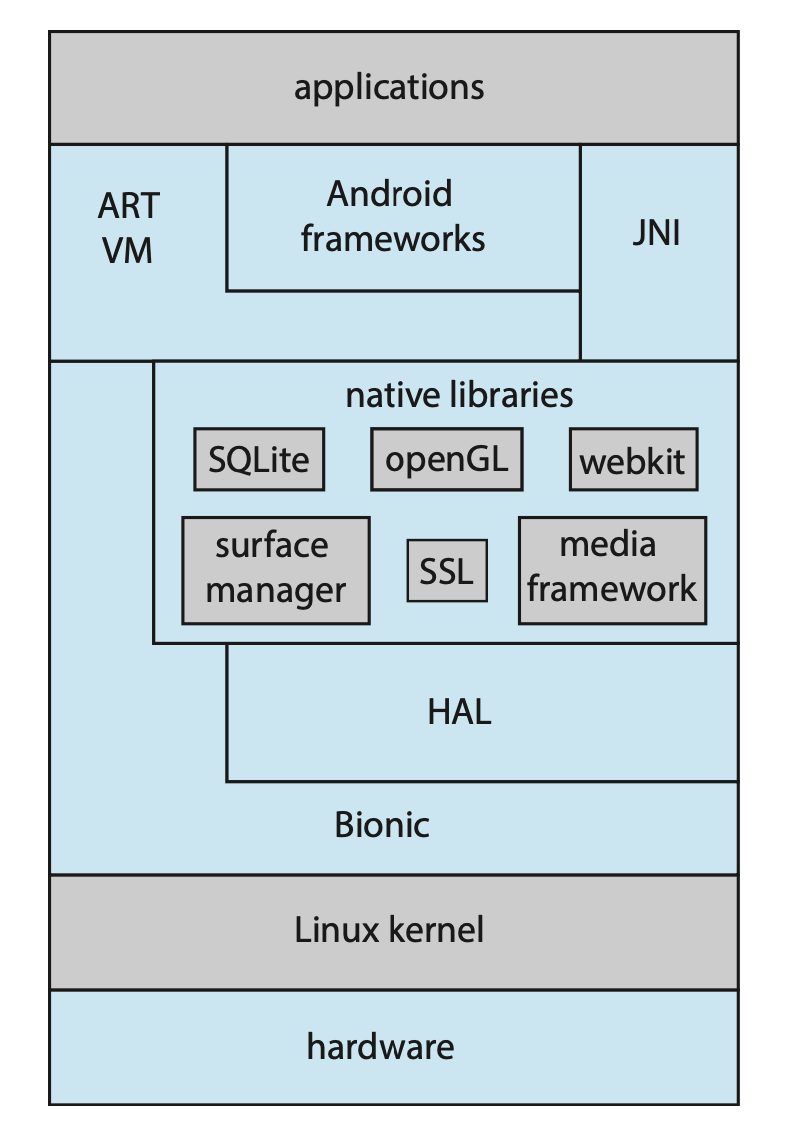 applications
ART
VM
Android
frameworks
JNI
native libraries
SQLite
openGL
webkit
surface
manager
SSL
media
framework
HAL
Bionic
Linux kernel
hardware